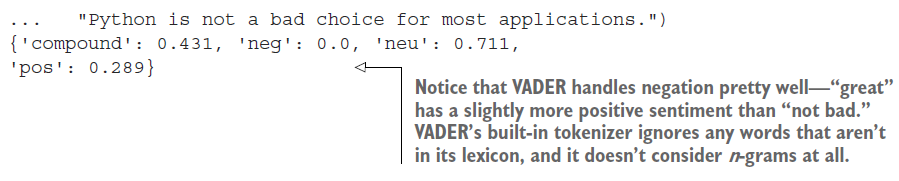 ...    "Python is not a bad choice for most applications.")
{'compound': 0.431, 'neg': 0.0, 'neu': 0.711,
'pos': 0.289}
Notice that VADER handles negation pretty well—“great”
has a slightly more positive sentiment than “not bad.”
VADER’s built-in tokenizer ignores any words that aren’t
in its lexicon, and it doesn’t consider n-grams at all.